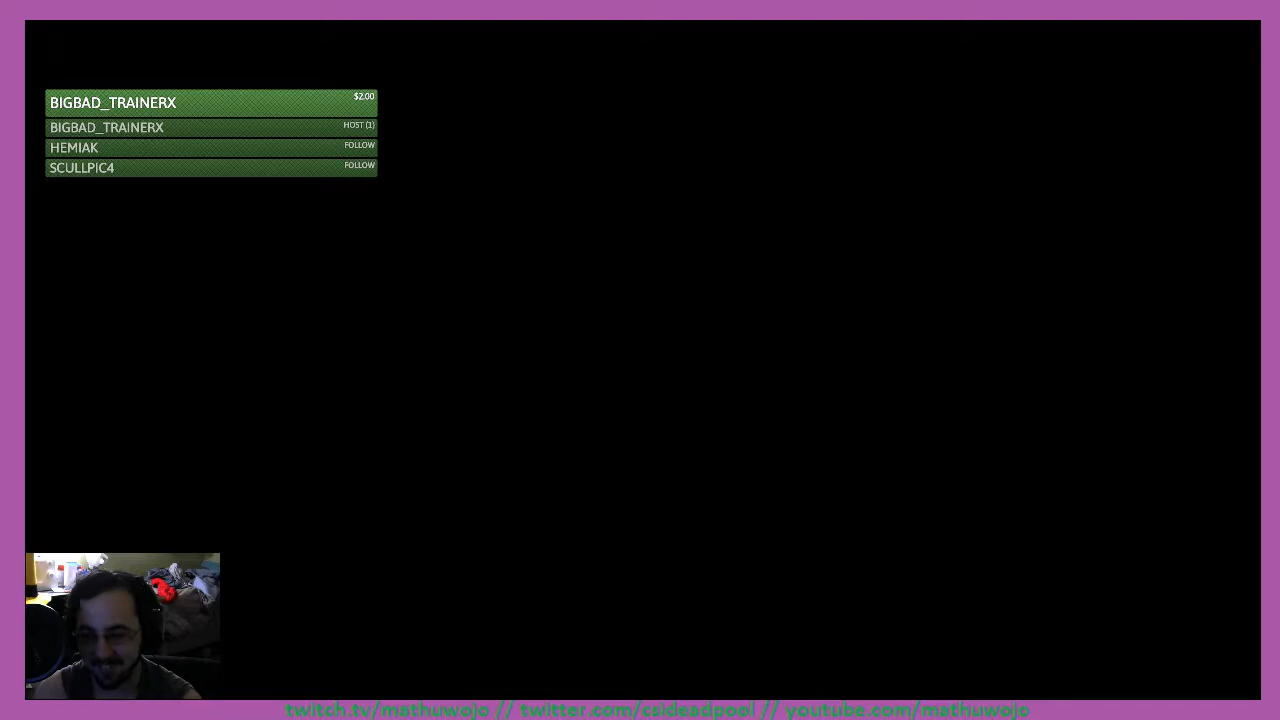 BIGBAD_TRAINERX $2.00
BIGBAD_TRAINERX HOST (1)
HEMIAK FOLLOW
SCULLPIC4 FOLLOW
twitch.tv/mathuwojo // twitter.com/csideadpool // youtube.com/mathuwojo